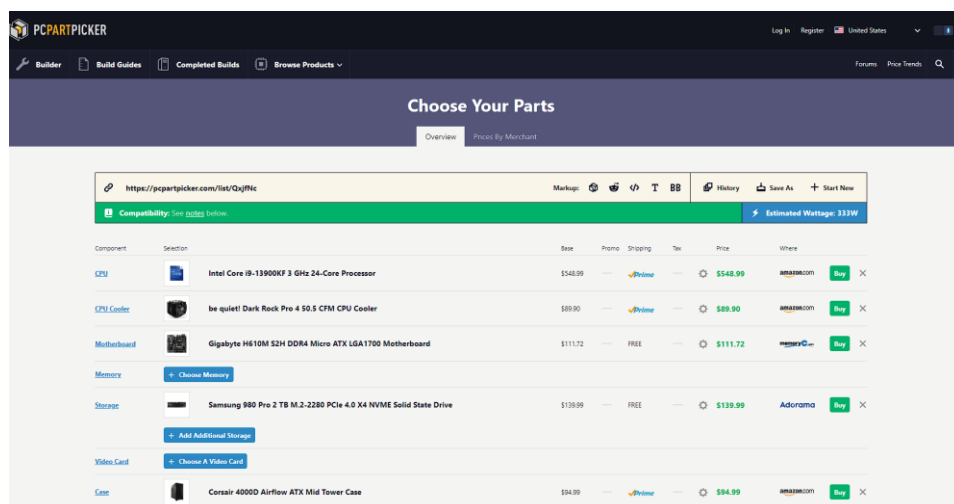 PCPARTPICKER
Log In Register United States
Builder Build Guides Completed Builds Browse Products Forums Price Trends
Choose Your Parts
Overview Prices By Merchant
https://pcpartpicker.com/list/QxjfNc Markup: </> T BB History Save As + Start New
Compatibility: See notes below. Estimated Wattage: 333W
Component Selection Base Promo Shipping Tax Price Where
CPU Intel Core i9-13900KF 3 GHz 24-Core Processor $548.99 — Prime — $548.99 amazon.com Buy ×
CPU Cooler be quiet! Dark Rock Pro 4 50.5 CFM CPU Cooler $89.90 — Prime — $89.90 amazon.com Buy ×
Motherboard Gigabyte H610M S2H DDR4 Micro ATX LGA1700 Motherboard $111.72 — FREE — $111.72 Buy ×
Memory + Choose Memory
Storage Samsung 980 Pro 2 TB M.2-2280 PCIe 4.0 X4 NVME Solid State Drive $139.99 — FREE — $139.99 Adorama Buy ×
+ Add Additional Storage
Video Card + Choose A Video Card
Case Corsair 4000D Airflow ATX Mid Tower Case $94.99 — Prime — $94.99 amazon.com Buy ×